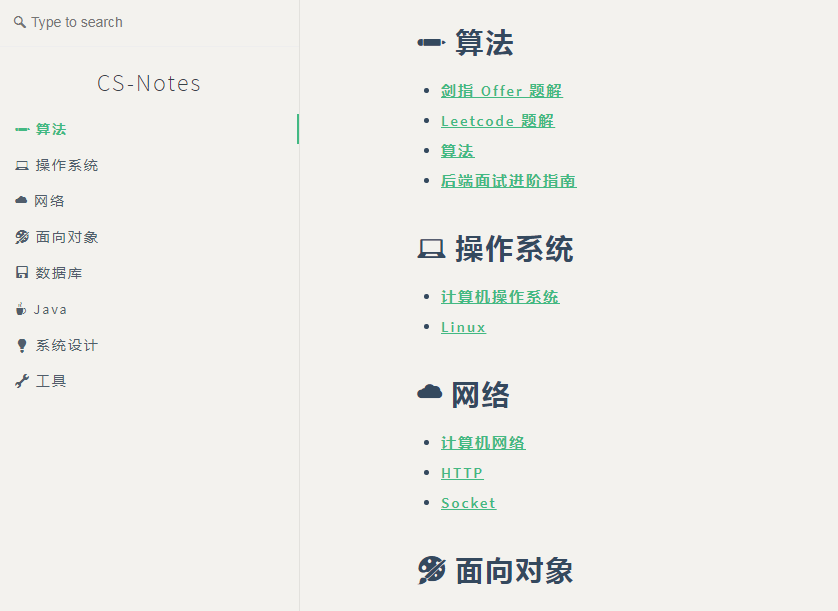 Type to search
CS-Notes
算法
操作系统
网络
面向对象
数据库
Java
系统设计
工具
算法
剑指 Offer 题解
Leetcode 题解
算法
后端面试进阶指南
操作系统
计算机操作系统
Linux
网络
计算机网络
HTTP
Socket
面向对象